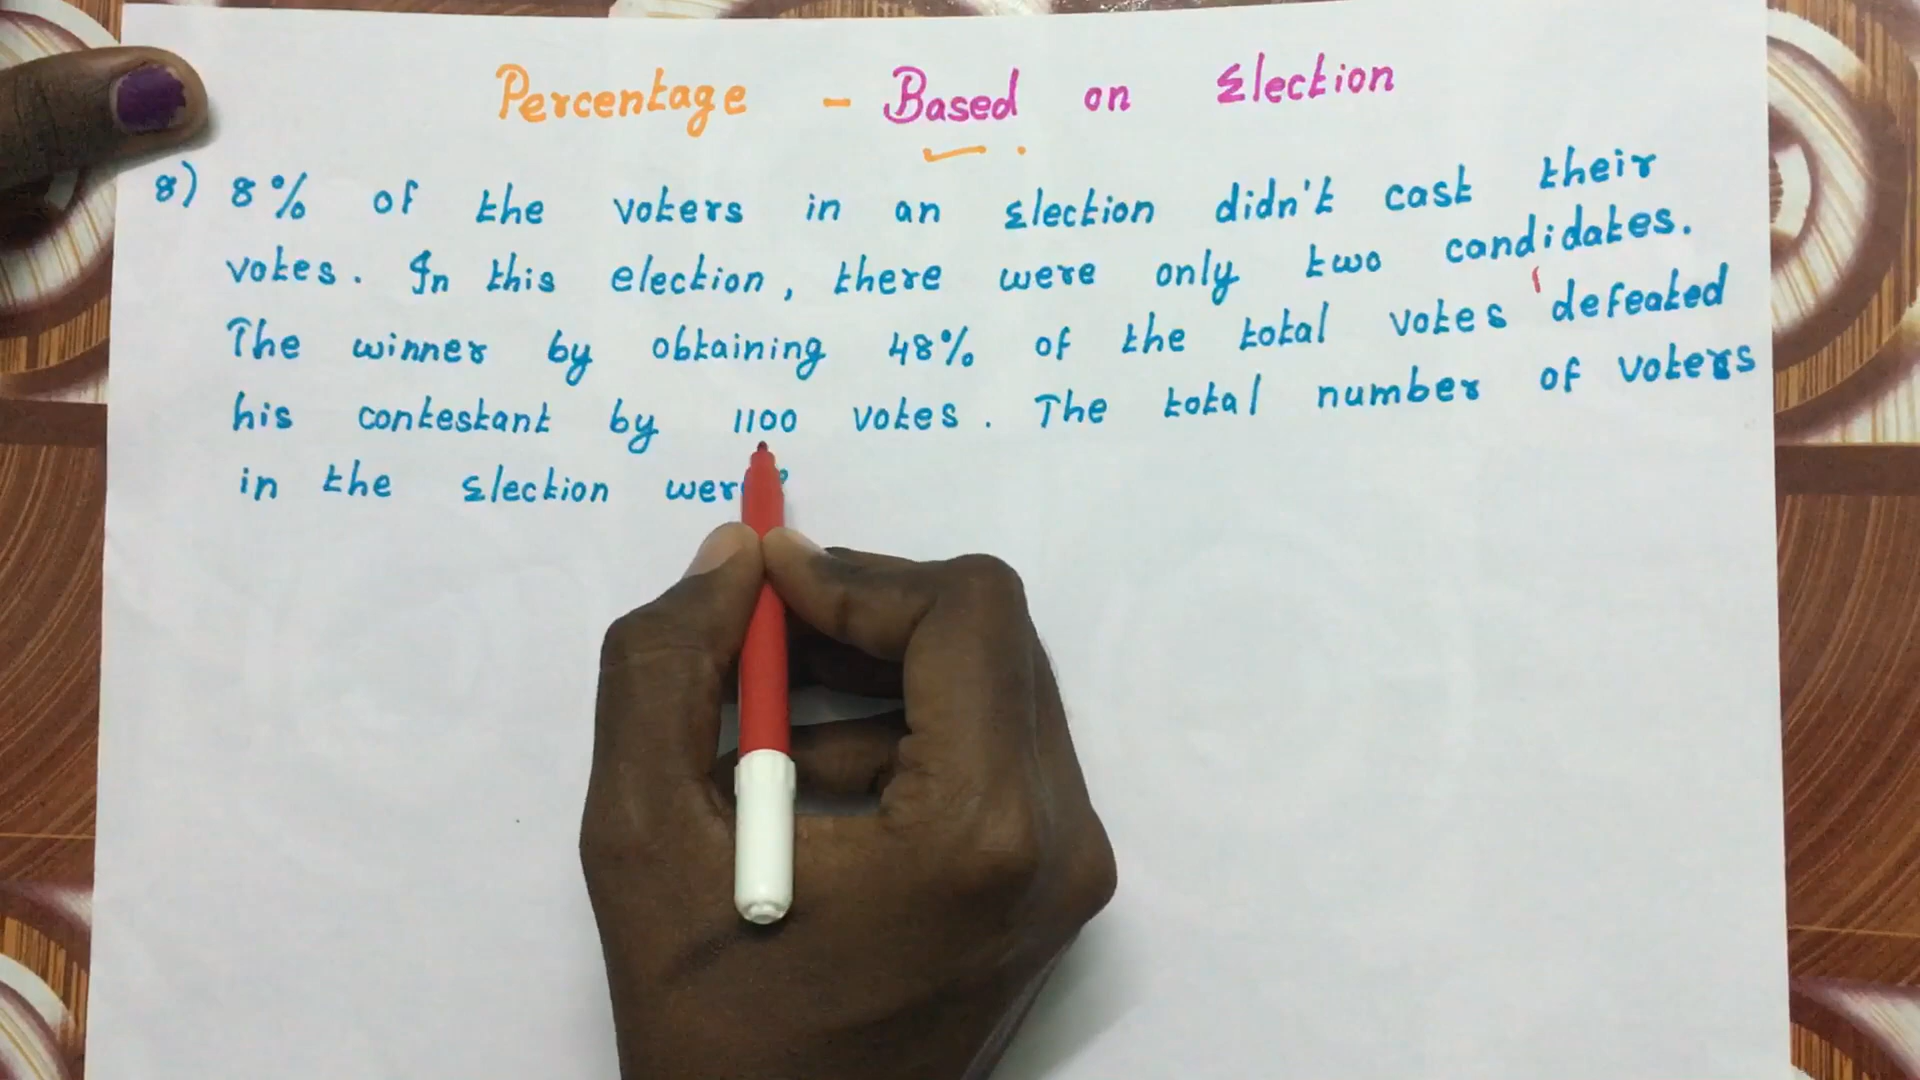 Percentage - Based on Election
8) 8% of the voters in an Election didn't cast their
votes. In this election, there were only two candidates.
The winner by obtaining 48% of the total votes defeated
his contestant by 1100 votes. The total number of voters
in the Election